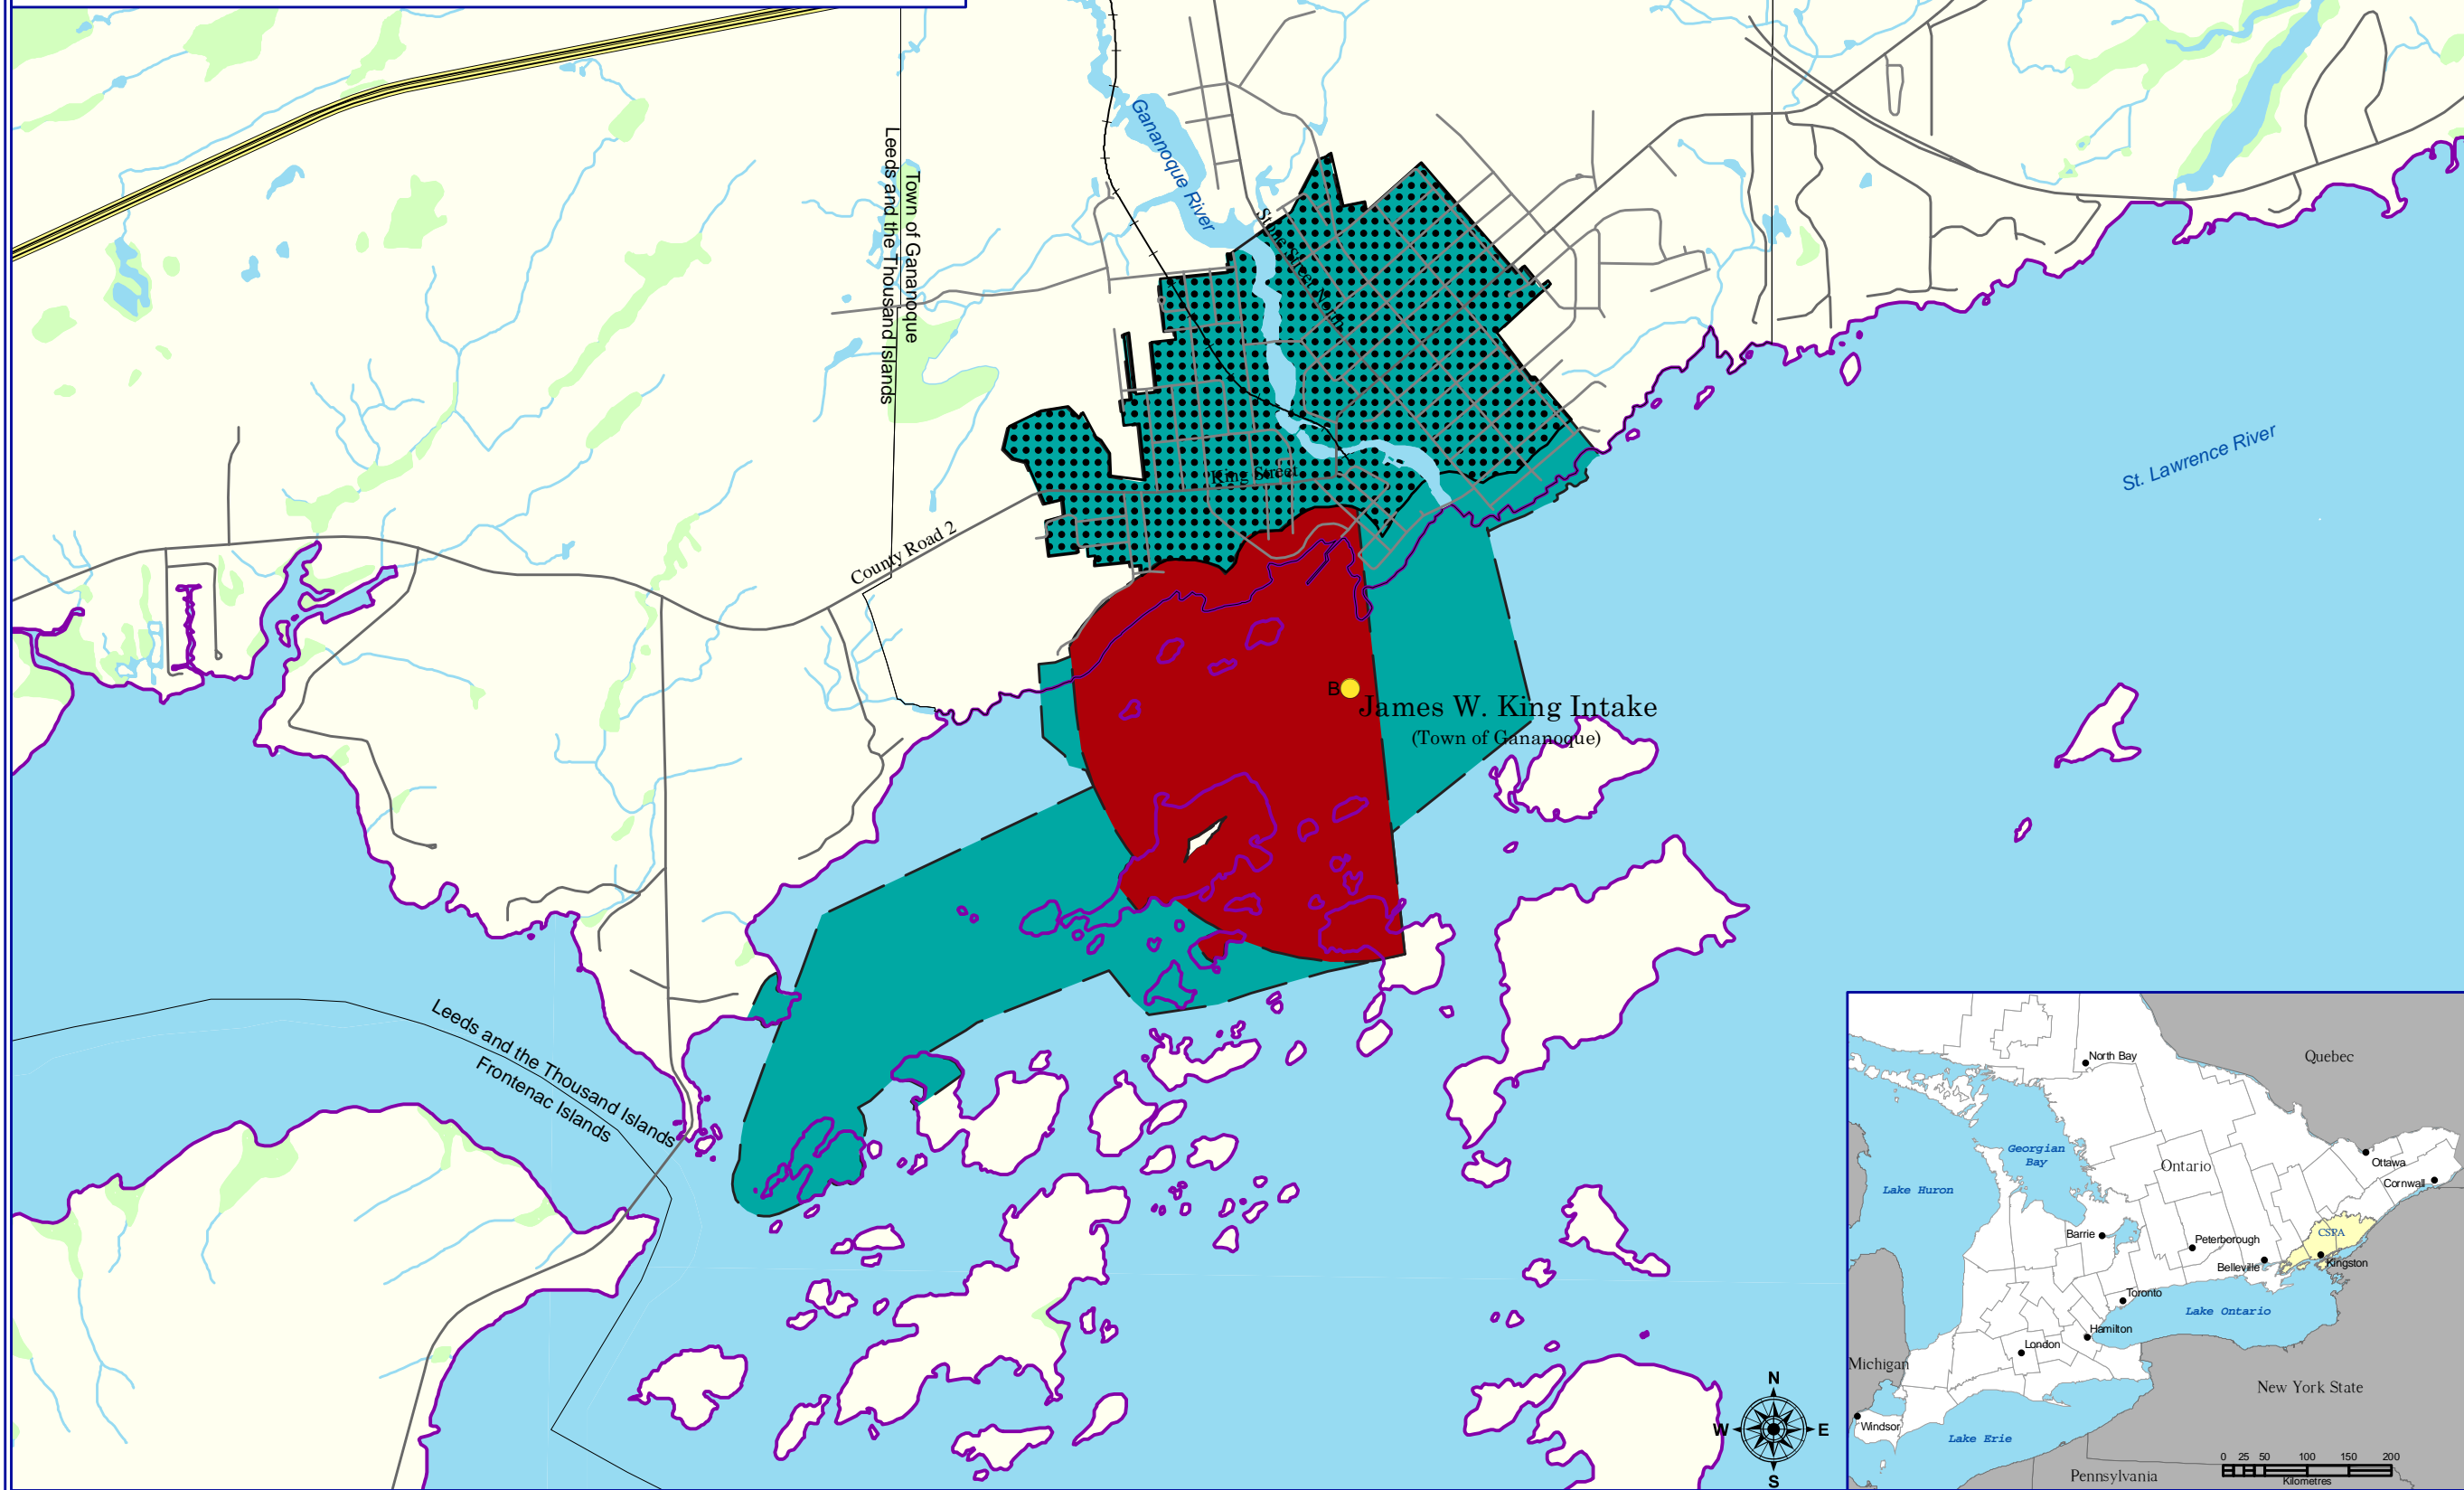 Gananoque River
Town of Gananoque
Leeds and the Thousand Islands
Stone Street North
King Street
County Road 2
St. Lawrence River
B
James W. King Intake
(Town of Gananoque)
Leeds and the Thousand Islands
Frontenac Islands
N
W
E
S
Quebec
North Bay
Georgian
Bay
Ontario
Ottawa
Cornwall
Lake Huron
CSPA
Barrie
Peterborough
Belleville
Kingston
Toronto
Lake Ontario
Hamilton
London
Michigan
New York State
Windsor
Lake Erie
Pennsylvania
0 25 50 100 150 200
Kilometres